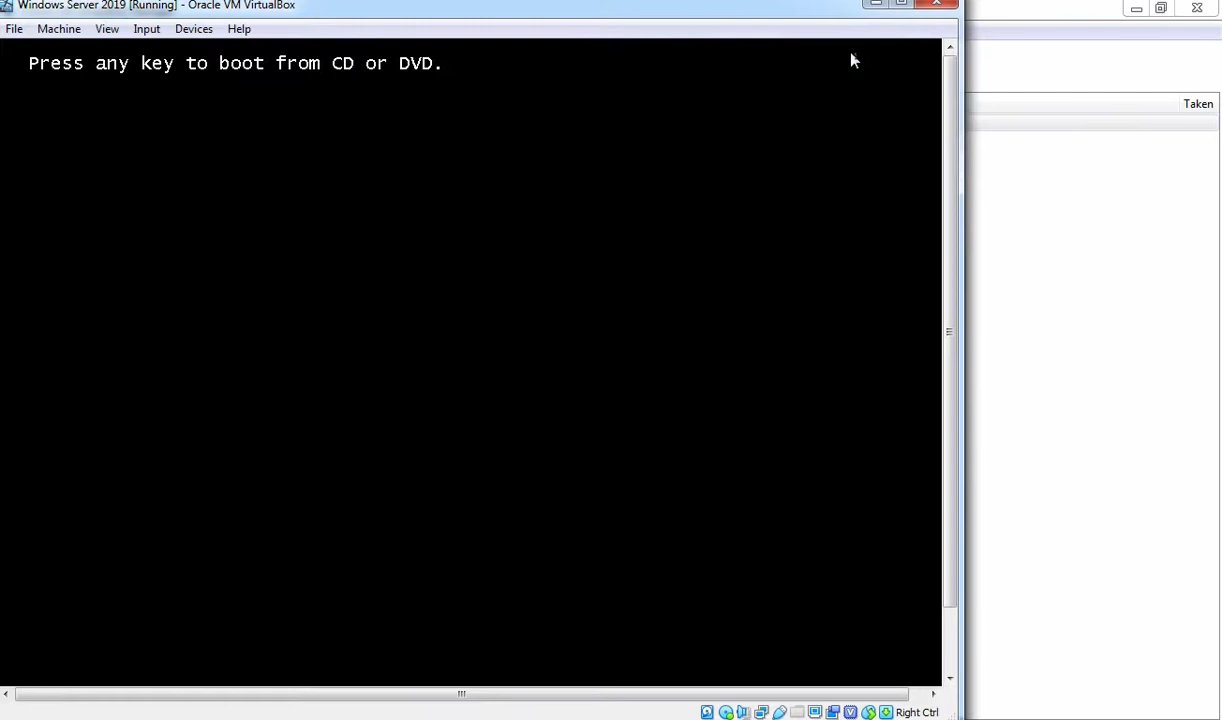 Windows Server 2019 [Running] - Oracle VM VirtualBox
File Machine View Input Devices Help
Press any key to boot from CD or DVD.
Taken
Right Ctrl